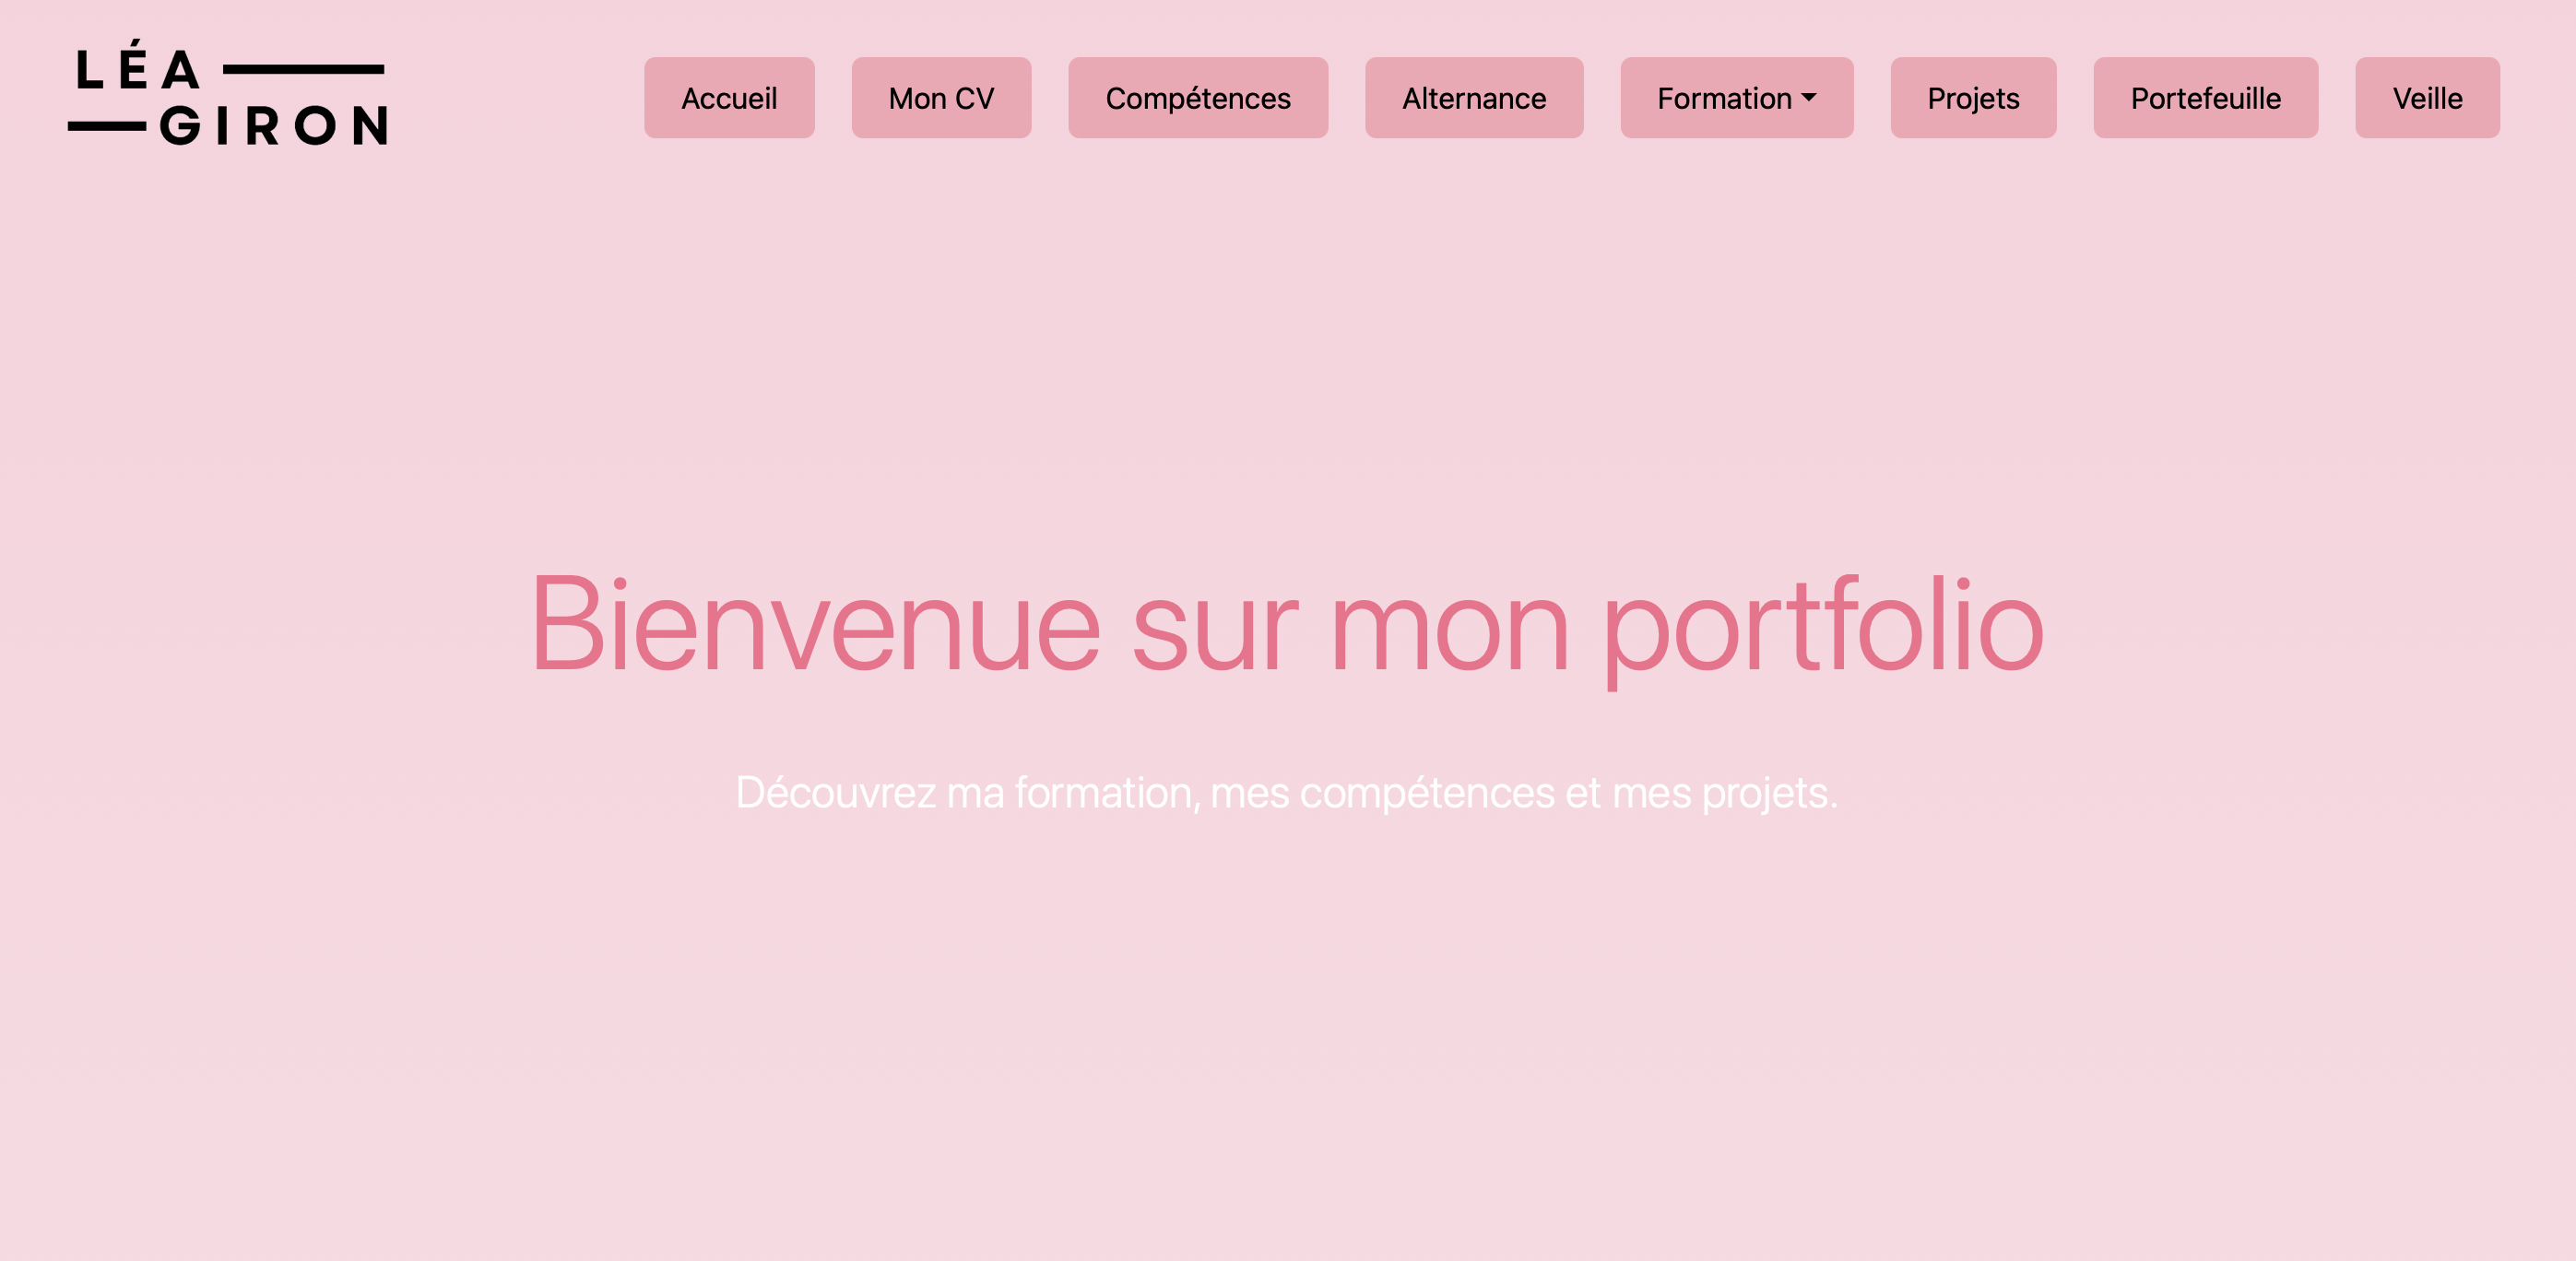 LÉA
GIRON
Accueil Mon CV Compétences Alternance Formation Projets Portefeuille Veille
Bienvenue sur mon portfolio
Découvrez ma formation, mes compétences et mes projets.